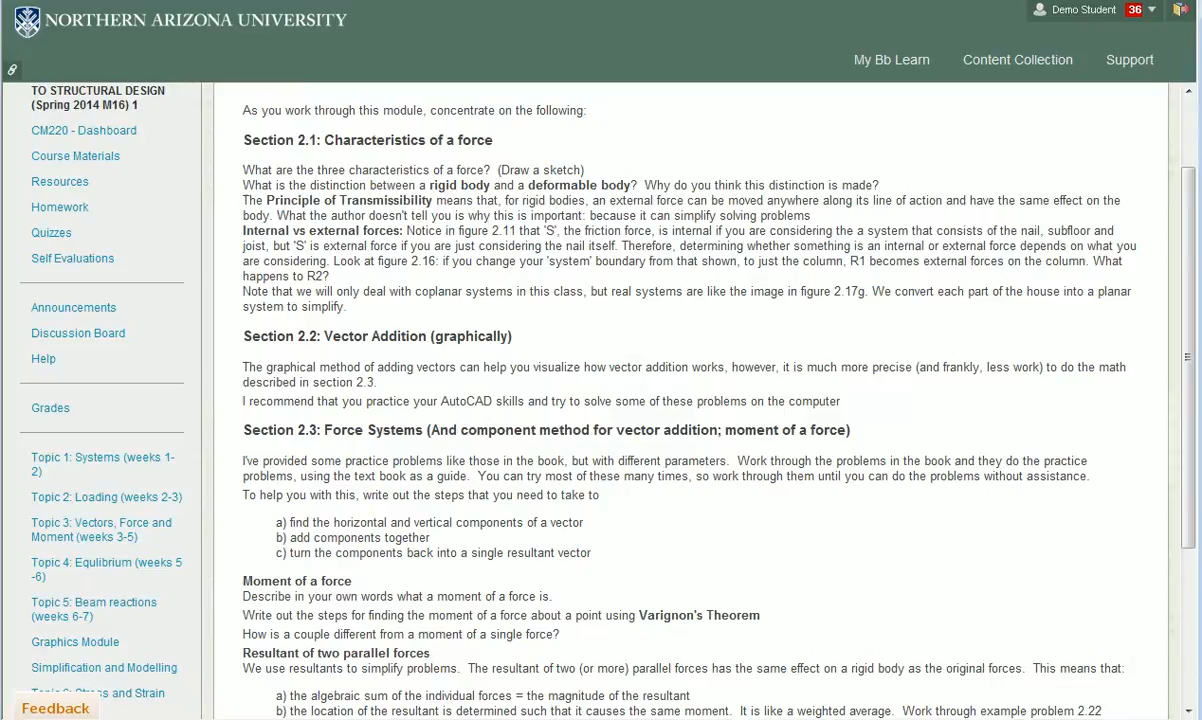 NORTHERN ARIZONA UNIVERSITY
Demo Student 36
My Bb Learn Content Collection Support
TO STRUCTURAL DESIGN
(Spring 2014 M16) 1
CM220 - Dashboard
Course Materials
Resources
Homework
Quizzes
Self Evaluations
Announcements
Discussion Board
Help
Grades
Topic 1: Systems (weeks 1-
2)
Topic 2: Loading (weeks 2-3)
Topic 3: Vectors, Force and
Moment (weeks 3-5)
Topic 4: Equlibrium (weeks 5
-6)
Topic 5: Beam reactions
(weeks 6-7)
Graphics Module
Simplification and Modelling
and Strain
Feedback
As you work through this module, concentrate on the following:
Section 2.1: Characteristics of a force
What are the three characteristics of a force? (Draw a sketch)
What is the distinction between a rigid body and a deformable body? Why do you think this distinction is made?
The Principle of Transmissibility means that, for rigid bodies, an external force can be moved anywhere along its line of action and have the same effect on the
body. What the author doesn't tell you is why this is important: because it can simplify solving problems
Internal vs external forces: Notice in figure 2.11 that 'S', the friction force, is internal if you are considering the a system that consists of the nail, subfloor and
joist, but 'S' is external force if you are just considering the nail itself. Therefore, determining whether something is an internal or external force depends on what you
are considering. Look at figure 2.16: if you change your 'system' boundary from that shown, to just the column, R1 becomes external forces on the column. What
happens to R2?
Note that we will only deal with coplanar systems in this class, but real systems are like the image in figure 2.17g. We convert each part of the house into a planar
system to simplify.
Section 2.2: Vector Addition (graphically)
The graphical method of adding vectors can help you visualize how vector addition works, however, it is much more precise (and frankly, less work) to do the math
described in section 2.3.
I recommend that you practice your AutoCAD skills and try to solve some of these problems on the computer
Section 2.3: Force Systems (And component method for vector addition; moment of a force)
I've provided some practice problems like those in the book, but with different parameters. Work through the problems in the book and they do the practice
problems, using the text book as a guide. You can try most of these many times, so work through them until you can do the problems without assistance.
To help you with this, write out the steps that you need to take to
a) find the horizontal and vertical components of a vector
b) add components together
c) turn the components back into a single resultant vector
Moment of a force
Describe in your own words what a moment of a force is.
Write out the steps for finding the moment of a force about a point using Varignon's Theorem
How is a couple different from a moment of a single force?
Resultant of two parallel forces
We use resultants to simplify problems. The resultant of two (or more) parallel forces has the same effect on a rigid body as the original forces. This means that:
a) the algebraic sum of the individual forces = the magnitude of the resultant
b) the location of the resultant is determined such that it causes the same moment. It is like a weighted average. Work through example problem 2.22